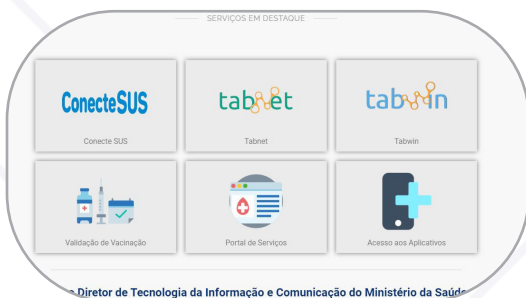 SERVIÇOS EM DESTAQUE
ConecteSUS
tabnet
tabwin
Conecte SUS
Tabnet
Tabwin
Validação de Vacinação
Portal de Serviços
Acesso aos Aplicativos
Diretor de Tecnologia da Informação e Comunicação do Ministério da Saúde